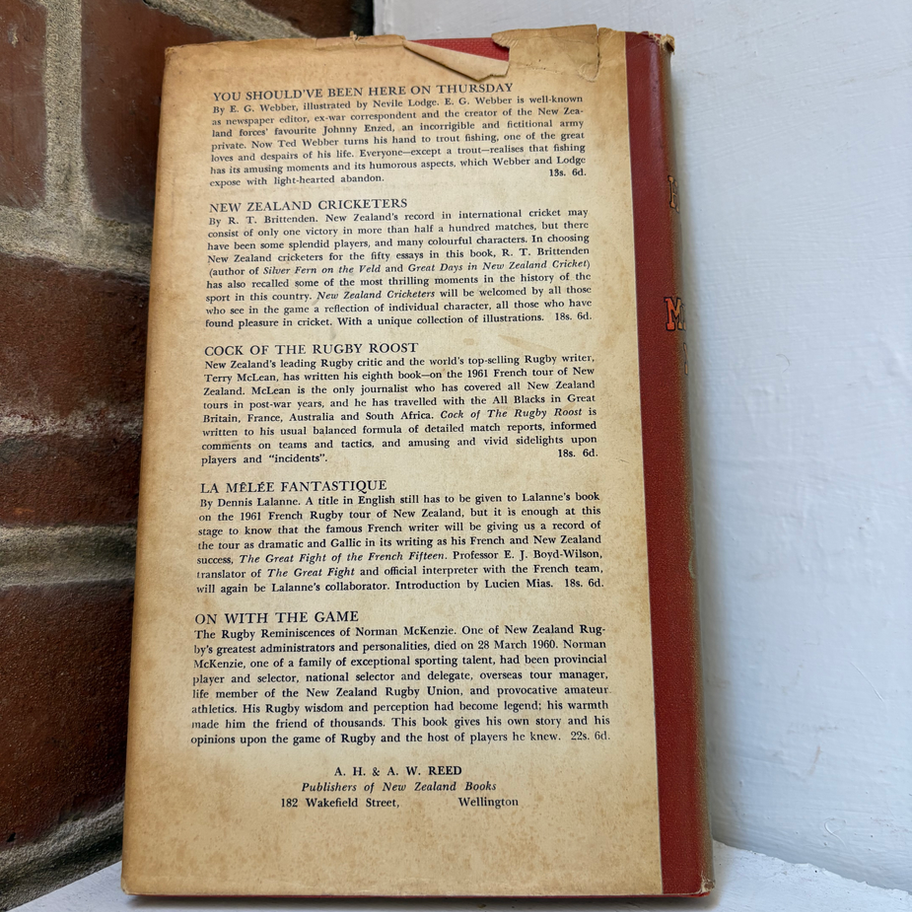 YOU SHOULD'VE BEEN HERE ON THURSDAY
By E. G. Webber, illustrated by Nevile Lodge. E. G. Webber is well-known
as newspaper editor, ex-war correspondent and the creator of the New Zea-
land forces' favourite Johnny Enzed, an incorrigible and fictitional army
private. Now Ted Webber turns his hand to trout fishing, one of the great
loves and despairs of his life. Everyone—except a trout—realises that fishing
has its amusing moments and its humorous aspects, which Webber and Lodge
expose with light-hearted abandon. 13s. 6d.
NEW ZEALAND CRICKETERS
By R. T. Brittenden. New Zealand's record in international cricket may
consist of only one victory in more than half a hundred matches, but there
have been some splendid players, and many colourful characters. In choosing
New Zealand cricketers for the fifty essays in this book, R. T. Brittenden
(author of Silver Fern on the Veld and Great Days in New Zealand Cricket)
has also recalled some of the most thrilling moments in the history of the
sport in this country. New Zealand Cricketers will be welcomed by all those
who see in the game a reflection of individual character, all those who have
found pleasure in cricket. With a unique collection of illustrations. 18s. 6d.
COCK OF THE RUGBY ROOST
New Zealand's leading Rugby critic and the world's top-selling Rugby writer,
Terry McLean, has written his eighth book—on the 1961 French tour of New
Zealand. McLean is the only journalist who has covered all New Zealand
tours in post-war years, and he has travelled with the All Blacks in Great
Britain, France, Australia and South Africa. Cock of The Rugby Roost is
written to his usual balanced formula of detailed match reports, informed
comments on teams and tactics, and amusing and vivid sidelights upon
players and "incidents". 18s. 6d.
LA MÊLÉE FANTASTIQUE
By Dennis Lalanne. A title in English still has to be given to Lalanne's book
on the 1961 French Rugby tour of New Zealand, but it is enough at this
stage to know that the famous French writer will be giving us a record of
the tour as dramatic and Gallic in its writing as his French and New Zealand
success, The Great Fight of the French Fifteen. Professor E. J. Boyd-Wilson,
translator of The Great Fight and official interpreter with the French team,
will again be Lalanne's collaborator. Introduction by Lucien Mias. 18s. 6d.
ON WITH THE GAME
The Rugby Reminiscences of Norman McKenzie. One of New Zealand Rug-
by's greatest administrators and personalities, died on 28 March 1960. Norman
McKenzie, one of a family of exceptional sporting talent, had been provincial
player and selector, national selector and delegate, overseas tour manager,
life member of the New Zealand Rugby Union, and provocative amateur
athletics. His Rugby wisdom and perception had become legend; his warmth
made him the friend of thousands. This book gives his own story and his
opinions upon the game of Rugby and the host of players he knew. 22s. 6d.
A. H. & A. W. REED
Publishers of New Zealand Books
182 Wakefield Street, Wellington